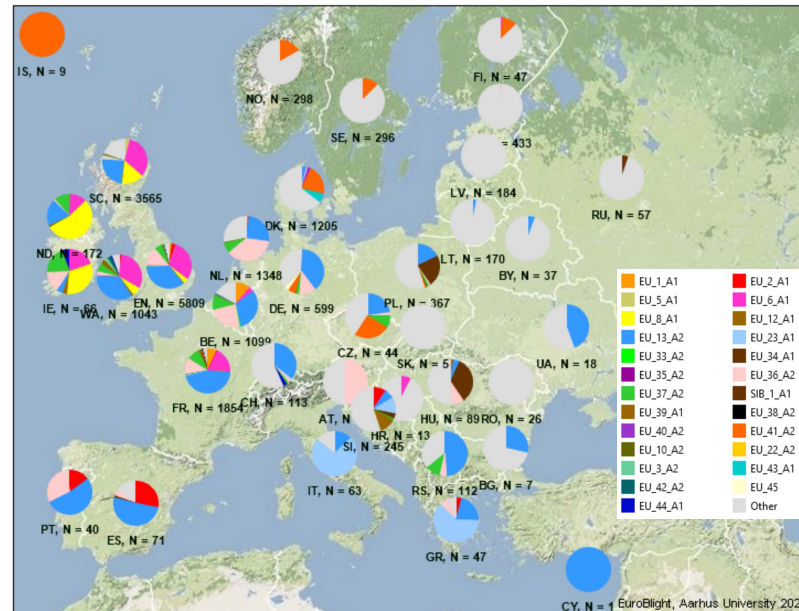 IS, N = 9
NO, N = 298
FI, N = 47
SE, N = 296
= 433
LV, N = 184
RU, N = 57
SC, N = 3565
DK, N = 1205
ND, N = 172
LT, N = 170
BY, N = 37
NL, N = 1348
IE, N = 66
WA, N = 1043
EN, N = 5809
DE, N = 599
PL, N = 367
BE, N = 1099
CZ, N = 44
SK, N = 5
UA, N = 18
FR, N = 1854
CH, N = 113
AT, N
HR, N = 13
HU, N = 89
RO, N = 26
SI, N = 245
IT, N = 63
RS, N = 112
BG, N = 7
PT, N = 40
ES, N = 71
GR, N = 47
CY, N = 1
EU_1_A1 EU_2_A1
EU_5_A1 EU_6_A1
EU_8_A1 EU_12_A1
EU_13_A2 EU_23_A1
EU_33_A2 EU_34_A1
EU_35_A2 EU_36_A2
EU_37_A2 SIB_1_A1
EU_39_A1 EU_38_A2
EU_40_A2 EU_41_A2
EU_10_A2 EU_22_A2
EU_3_A2 EU_43_A1
EU_42_A2 EU_45
EU_44_A1 Other
EuroBlight, Aarhus University 202